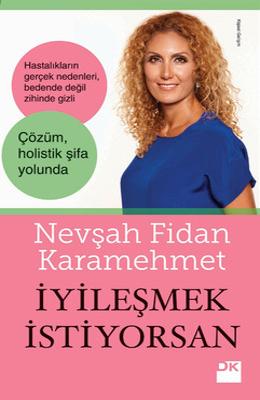 Hastalıkların
gerçek nedenleri,
bedende değil
zihinde gizli
Çözüm,
holistik şifa
yolunda
Nevşah Fidan
Karamehmet
İYİLEŞMEK
İSTİYORSAN
DK